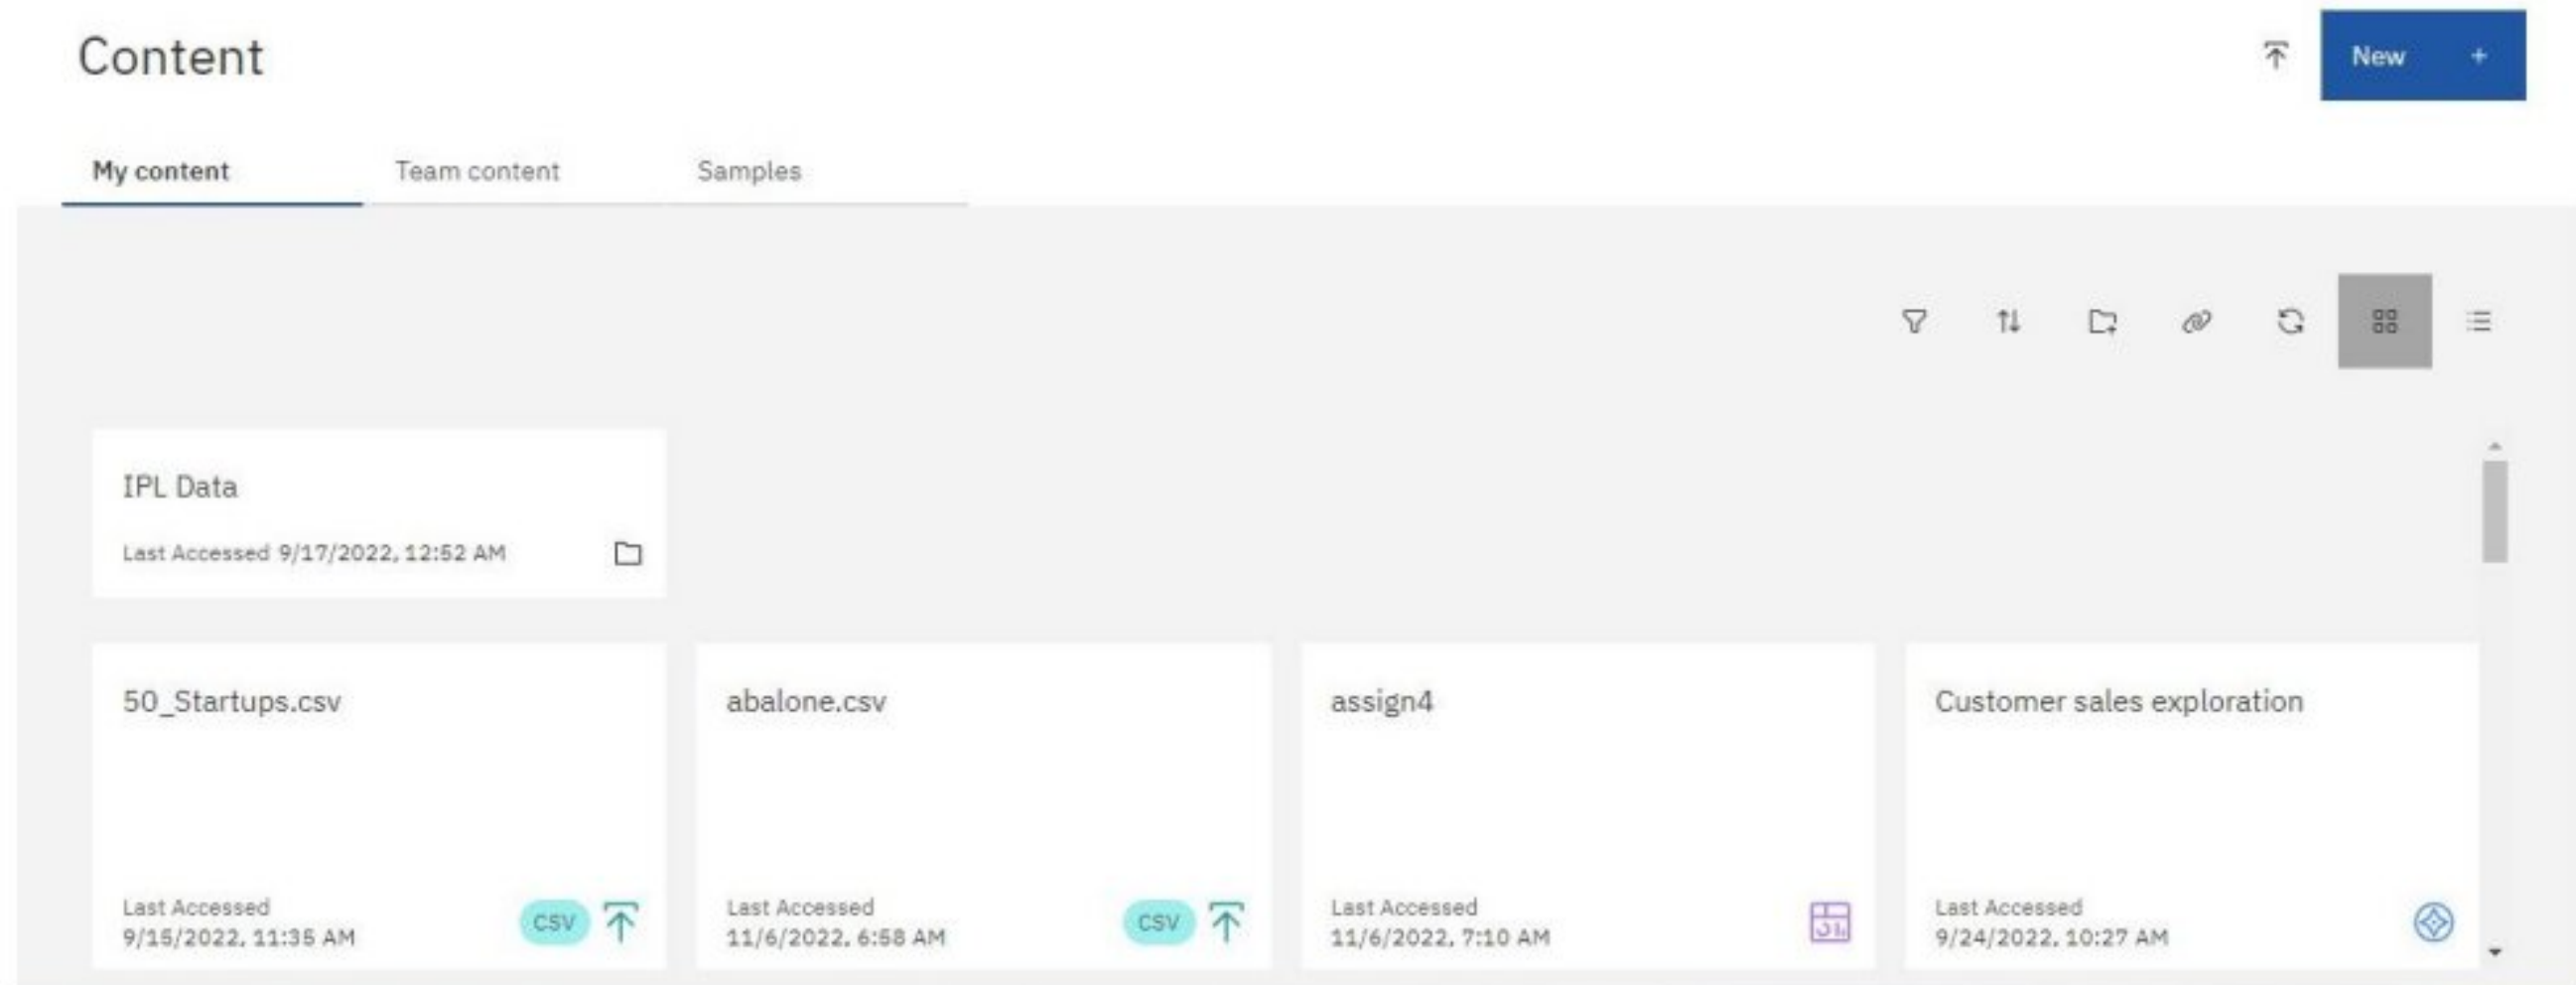 Content
New +
My content
Team content
Samples
IPL Data
Last Accessed 9/17/2022, 12:52 AM
50_Startups.csv
Last Accessed
9/15/2022, 11:35 AM
CSV
abalone.csv
Last Accessed
11/6/2022, 6:58 AM
CSV
assign4
Last Accessed
11/6/2022, 7:10 AM
Customer sales exploration
Last Accessed
9/24/2022, 10:27 AM